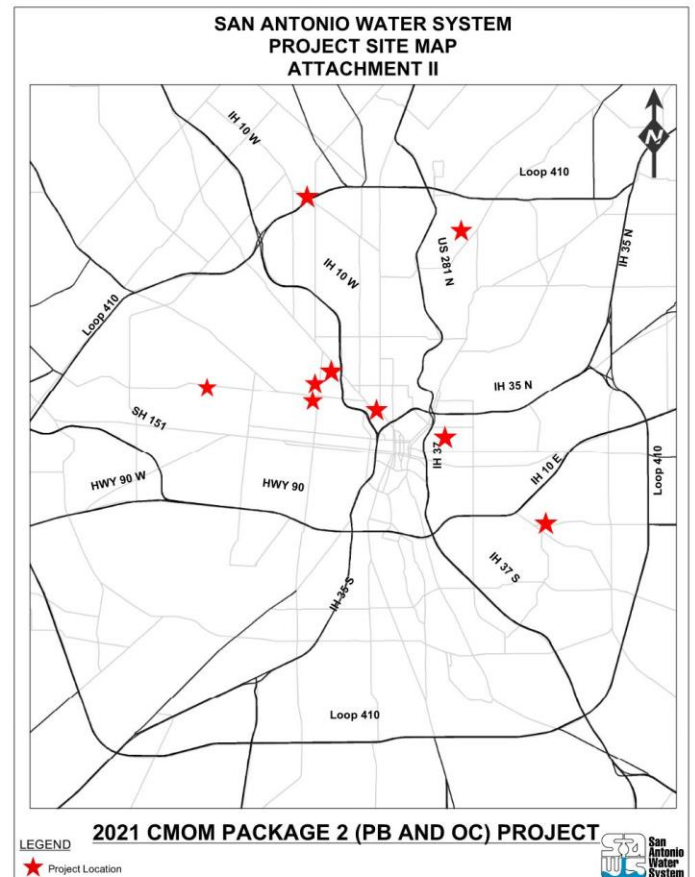 SAN ANTONIO WATER SYSTEM
PROJECT SITE MAP
ATTACHMENT II
IH 10 W
N
Loop 410
IH 35 N
US 281 N
IH 10 W
Loop 410
IH 35 N
SH 151
IH 37
IH 10 E
Loop 410
HWY 90 W
HWY 90
IH 37 S
IH 35 S
Loop 410
2021 CMOM PACKAGE 2 (PB AND OC) PROJECT
LEGEND
Project Location
SAWS
San
Antonio
Water
System